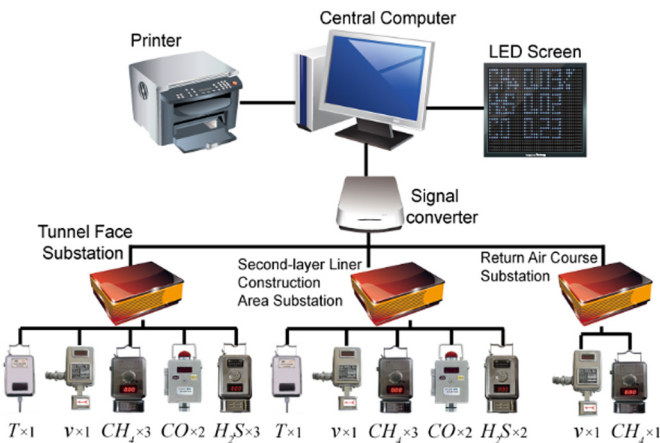 Central Computer
Printer
LED Screen
Signal
converter
Tunnel Face
Substation
Second-layer Liner
Construction
Area Substation
Return Air Course
Substation
T×1 v×1 CH₄×3 CO×2 H₂S×3 T×1 v×1 CH₄×3 CO×2 H₂S×2 v×1 CH₄×1